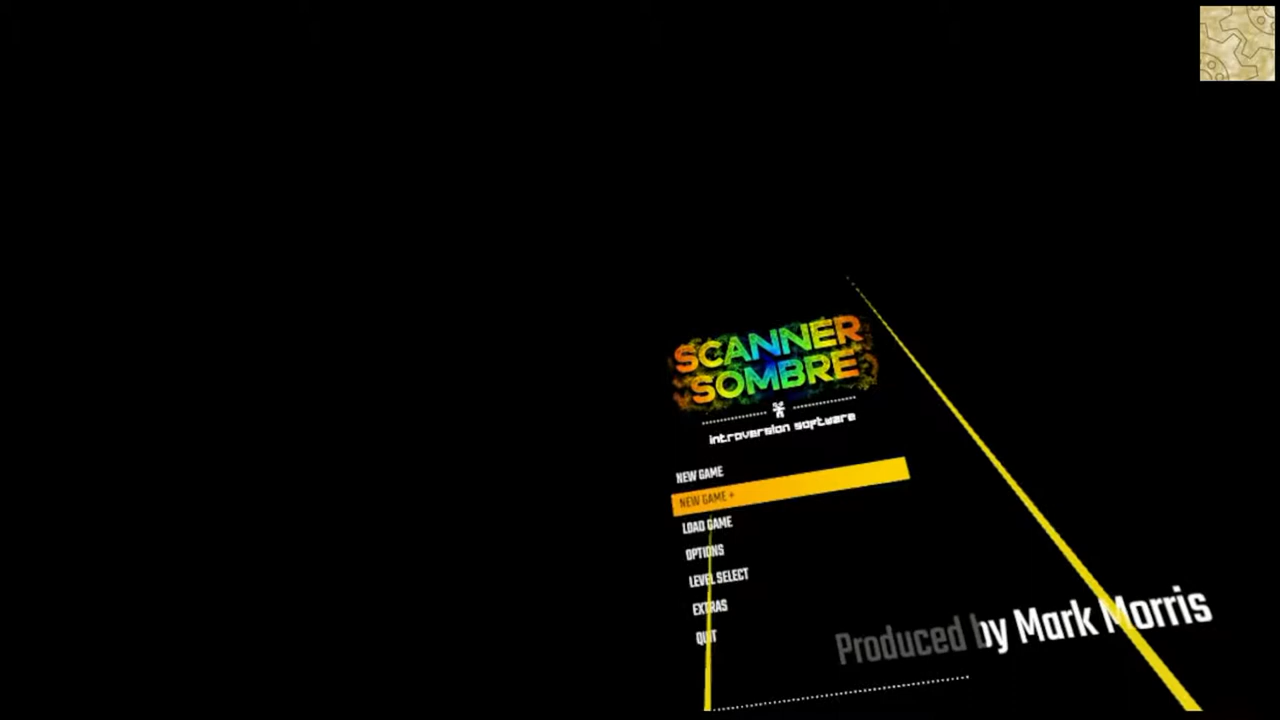 SCANNER
SOMBRE
introversion software
NEW GAME
NEW GAME +
LOAD GAME
OPTIONS
LEVEL SELECT
EXTRAS
QUIT
Produced by Mark Morris